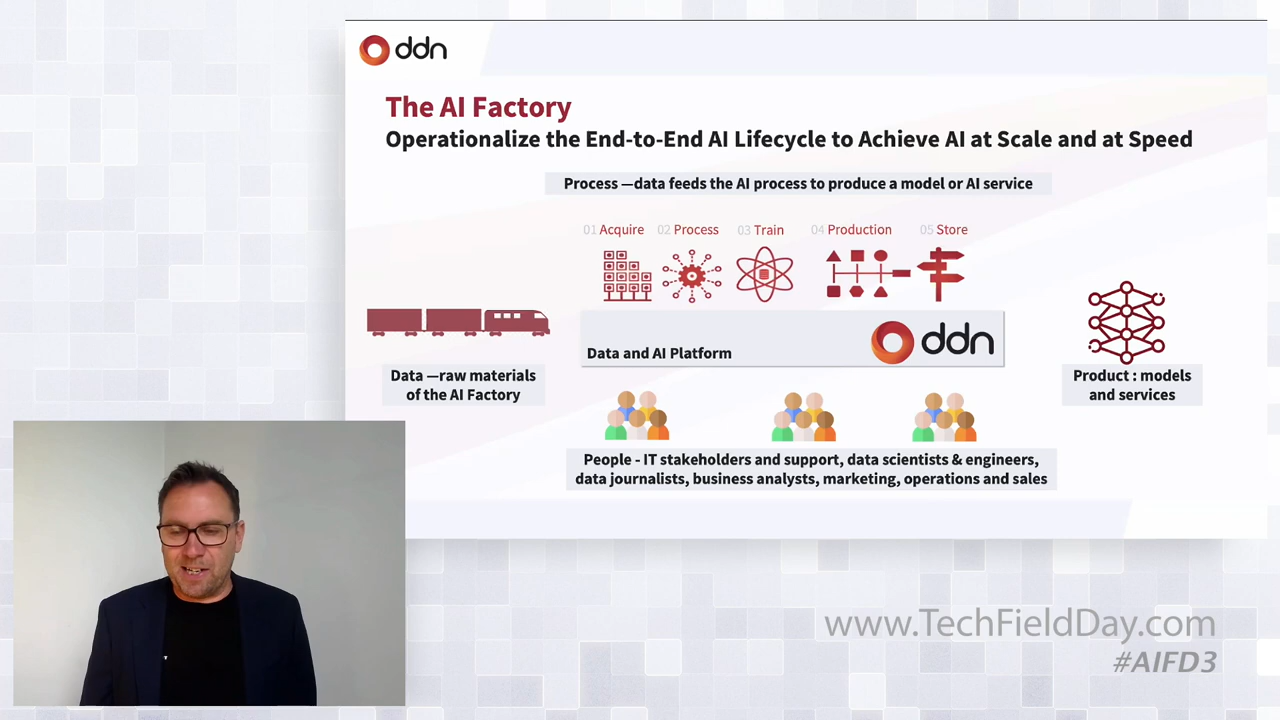 ddn
The AI Factory
Operationalize the End-to-End AI Lifecycle to Achieve AI at Scale and at Speed
Process —data feeds the AI process to produce a model or AI service
01 Acquire
02 Process
03 Train
04 Production
05 Store
Data and AI Platform
ddn
Data —raw materials
of the AI Factory
Product : models
and services
People - IT stakeholders and support, data scientists & engineers,
data journalists, business analysts, marketing, operations and sales
www.TechFieldDay.com
#AIFD3